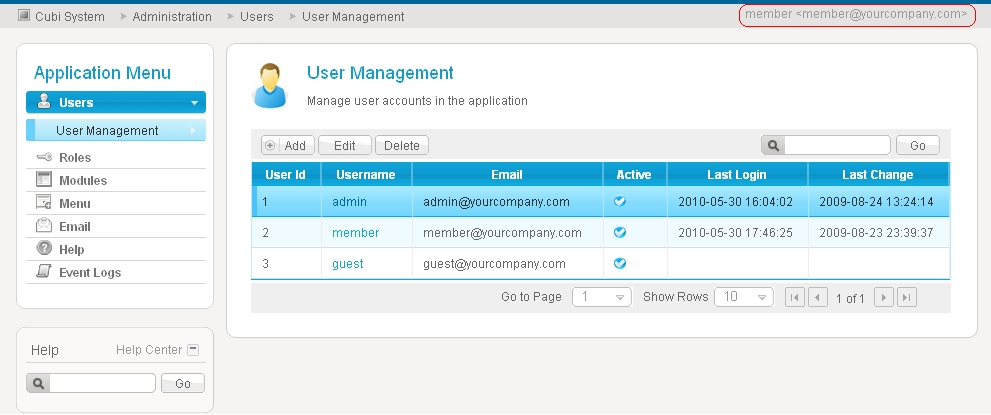 Cubi System Administration Users User Management member <member@yourcompany.com>
Application Menu
Users
User Management
Roles
Modules
Menu
Email
Help
Event Logs
Help Help Center
Go
User Management
Manage user accounts in the application
Add Edit Delete Go
User Id Username Email Active Last Login Last Change
1 admin admin@yourcompany.com 2010-05-30 16:04:02 2009-08-24 13:24:14
2 member member@yourcompany.com 2010-05-30 17:46:25 2009-08-23 23:39:37
3 guest guest@yourcompany.com
Go to Page 1 Show Rows 10 1 of 1